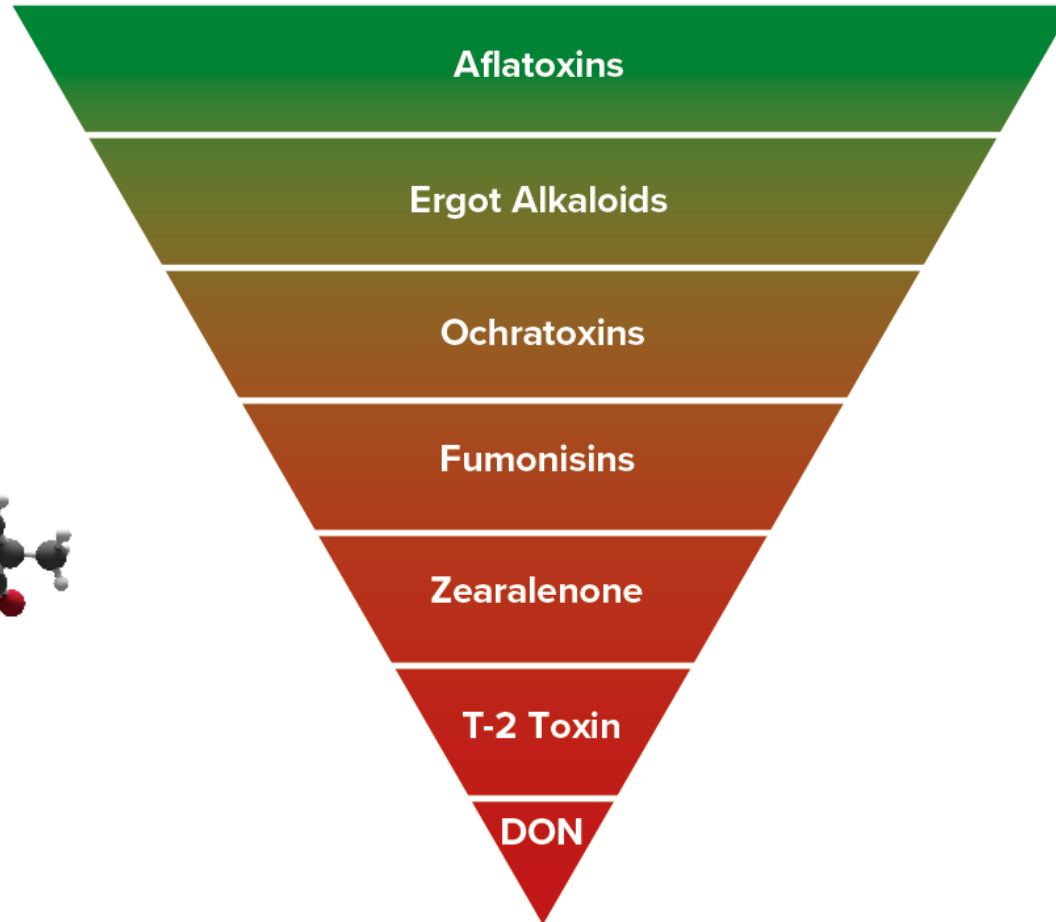 Aflatoxins
Ergot Alkaloids
Ochratoxins
Fumonisins
Zearalenone
T-2 Toxin
DON